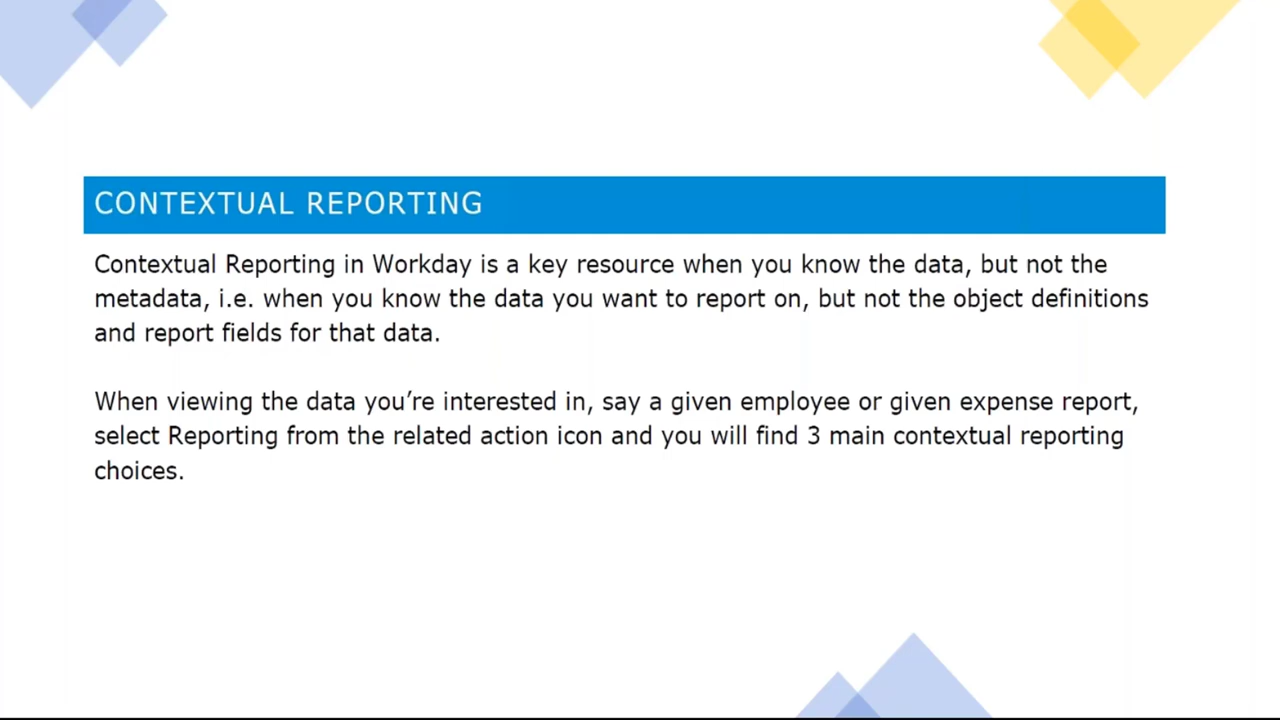 CONTEXTUAL REPORTING
Contextual Reporting in Workday is a key resource when you know the data, but not the
metadata, i.e. when you know the data you want to report on, but not the object definitions
and report fields for that data.
When viewing the data you’re interested in, say a given employee or given expense report,
select Reporting from the related action icon and you will find 3 main contextual reporting
choices.